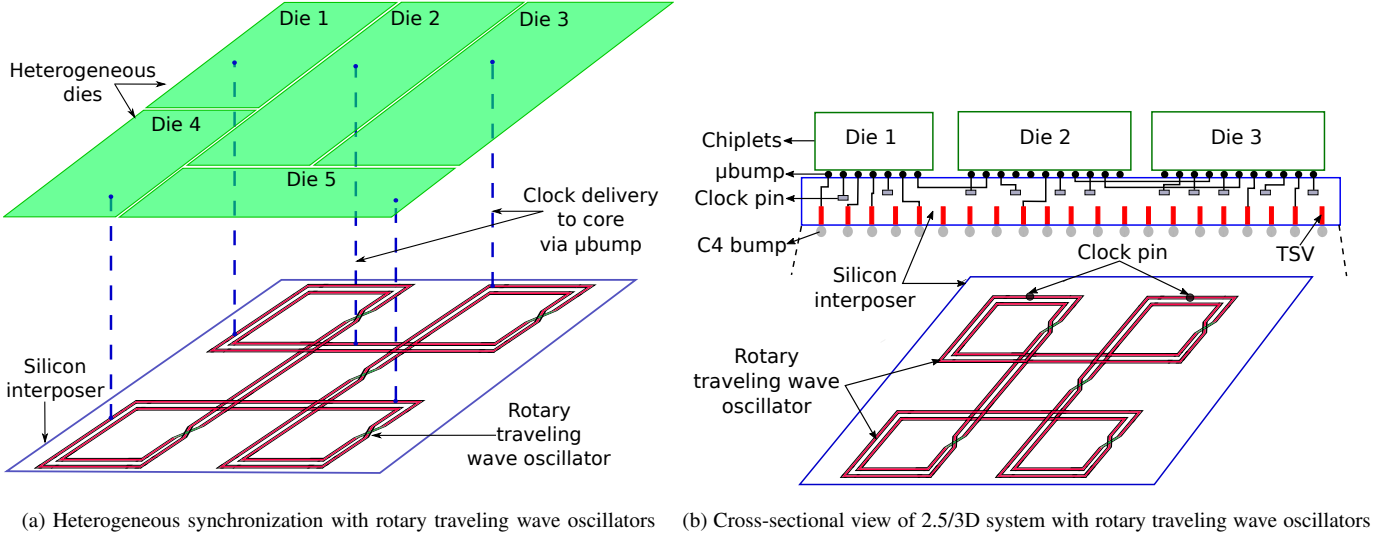 Die 1
Die 2
Die 3
Heterogeneous
dies
Die 4
Die 5
Clock delivery
to core
via µbump
Silicon
interposer
Rotary
traveling
wave oscillator
(a) Heterogeneous synchronization with rotary traveling wave oscillators
Chiplets
Die 1
Die 2
Die 3
µbump
Clock pin
C4 bump
Silicon
interposer
Clock pin
TSV
Rotary
traveling wave
oscillator
(b) Cross-sectional view of 2.5/3D system with rotary traveling wave oscillators